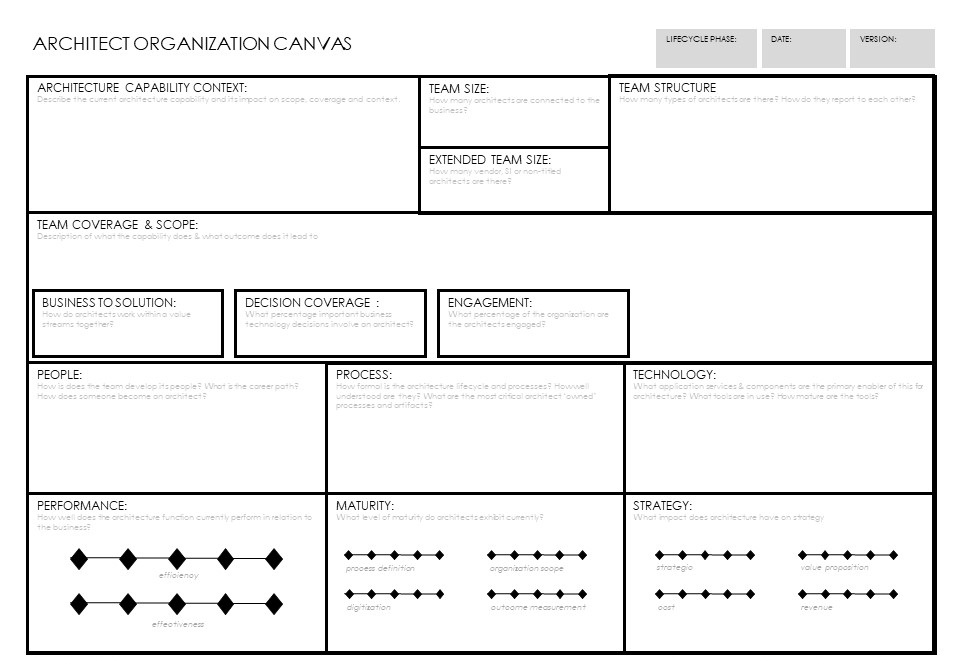 ARCHITECT ORGANIZATION CANVAS
LIFECYCLE PHASE:
DATE:
VERSION:
ARCHITECTURE CAPABILITY CONTEXT:
Describe the current architecture capability and its impact on scope, coverage and context.
TEAM SIZE:
How many architects are connected to the
business?
EXTENDED TEAM SIZE:
How many vendor, SI or non-titled
architects are there?
TEAM STRUCTURE
How many types of architects are there? How do they report to each other?
TEAM COVERAGE & SCOPE:
Description of what the capability does & what outcome does it lead to
BUSINESS TO SOLUTION:
How do architects work within a value
streams together?
DECISION COVERAGE :
What percentage important business
technology decisions involve an architect?
ENGAGEMENT:
What percentage of the organization are
the architects engaged?
PEOPLE:
How is does the team develop its people? What is the career path?
How does someone become an architect?
PROCESS:
How formal is the architecture lifecycle and processes? How well
understood are they? What are the most critical architect "owned"
processes and artifacts?
TECHNOLOGY:
What application services & components are the primary enabler of this for
architecture? What tools are in use? How mature are the tools?
PERFORMANCE:
How well does the architecture function currently perform in relation to
the business?
efficiency
effectiveness
MATURITY:
What level of maturity do architects exhibit currently?
process definition
organization scope
digitization
outcome measurement
STRATEGY:
What impact does architecture have on strategy
strategic
value proposition
cost
revenue